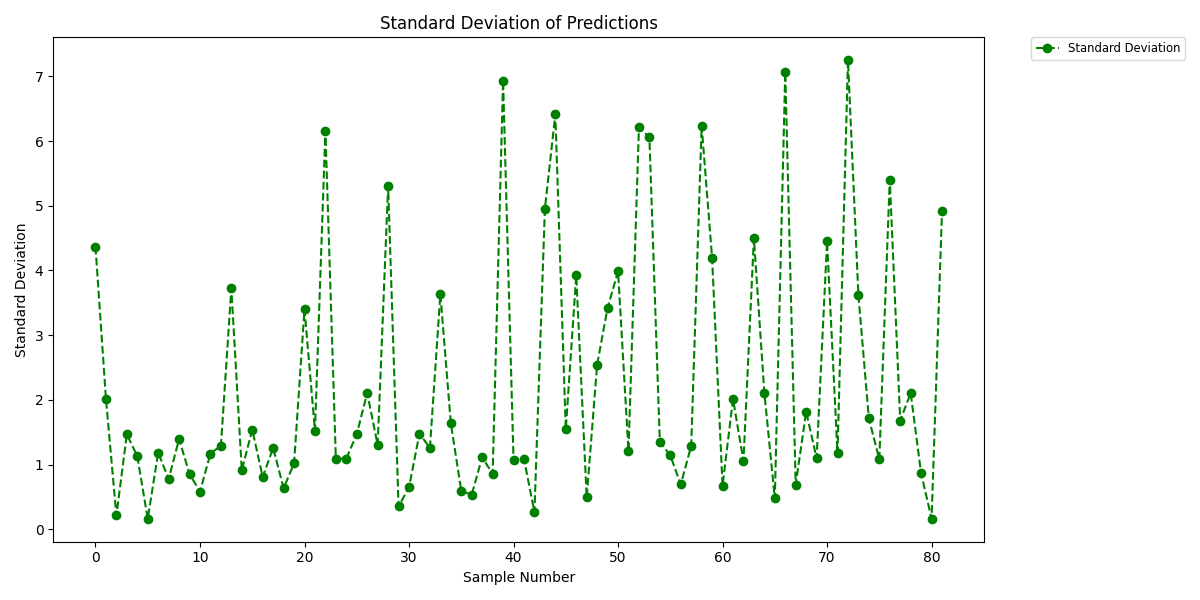 Standard Deviation of Predictions
Standard Deviation
7
6
5
4
3
2
1
0
Standard Deviation
0 10 20 30 40 50 60 70 80
Sample Number